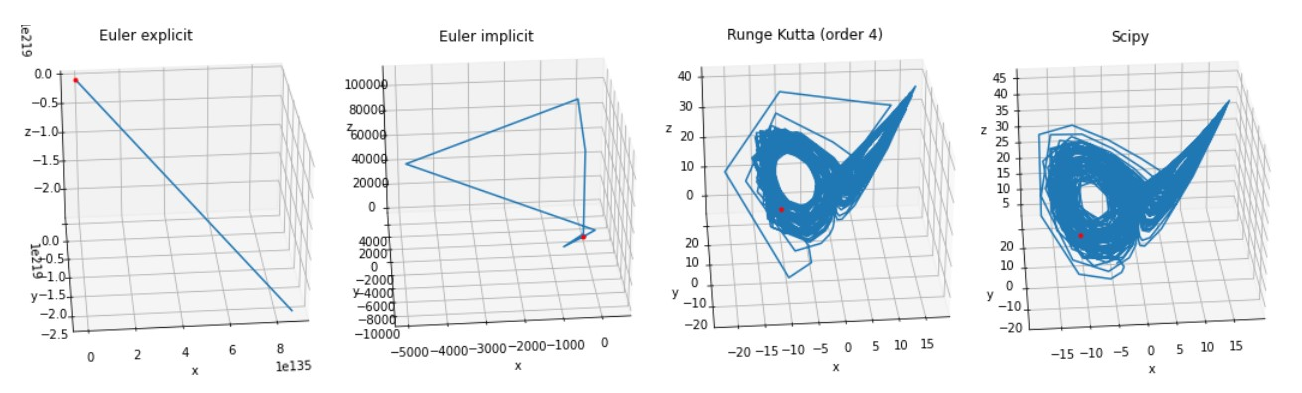 Euler explicit
1e219
0.0
−0.5
z −1.0
−1.5
−2.0
0.0
1e219
−0.5
−1.0
y −1.5
−2.0
−2.5
0 2 4 6 8
1e135
x
Euler implicit
100000
80000
z
60000
40000
20000
0
4000
2000
0
−2000
y −4000
−6000
−8000
−10000
−5000 −4000 −3000 −2000 −1000 0
x
Runge Kutta (order 4)
40
30
z
20
10
0
20
10
0
y
−10
−20
−20 −15 −10 −5 0 5 10 15
x
Scipy
45
40
35
z 30
25
20
15
10
5
20
10
0
y
−10
−20
−15 −10 −5 0 5 10 15
x